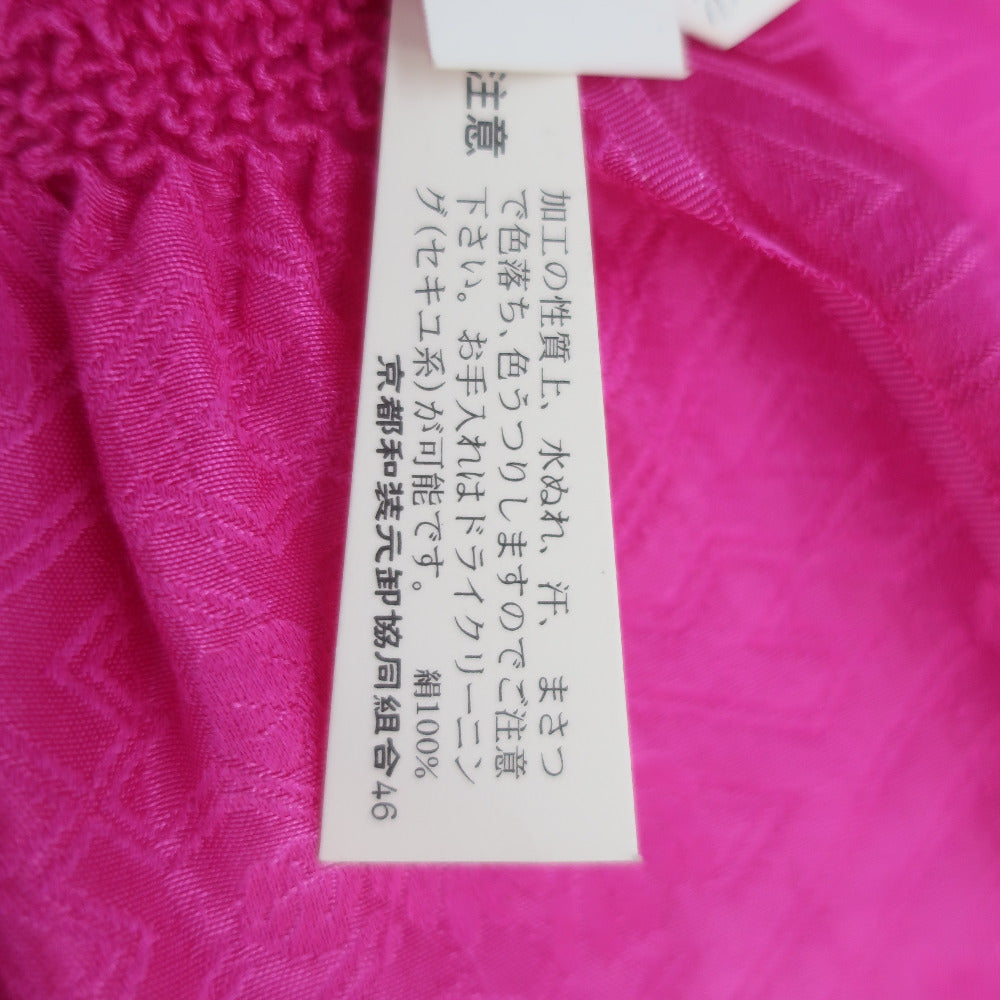 注意
加工の性質上、水ぬれ、汗、まさつ
で色落ち、色うつりしますのでご注意
下さい。お手入れはドライクリーニン
グ(セキユ系)が可能です。 絹100%
京都和装元卸協同組合46